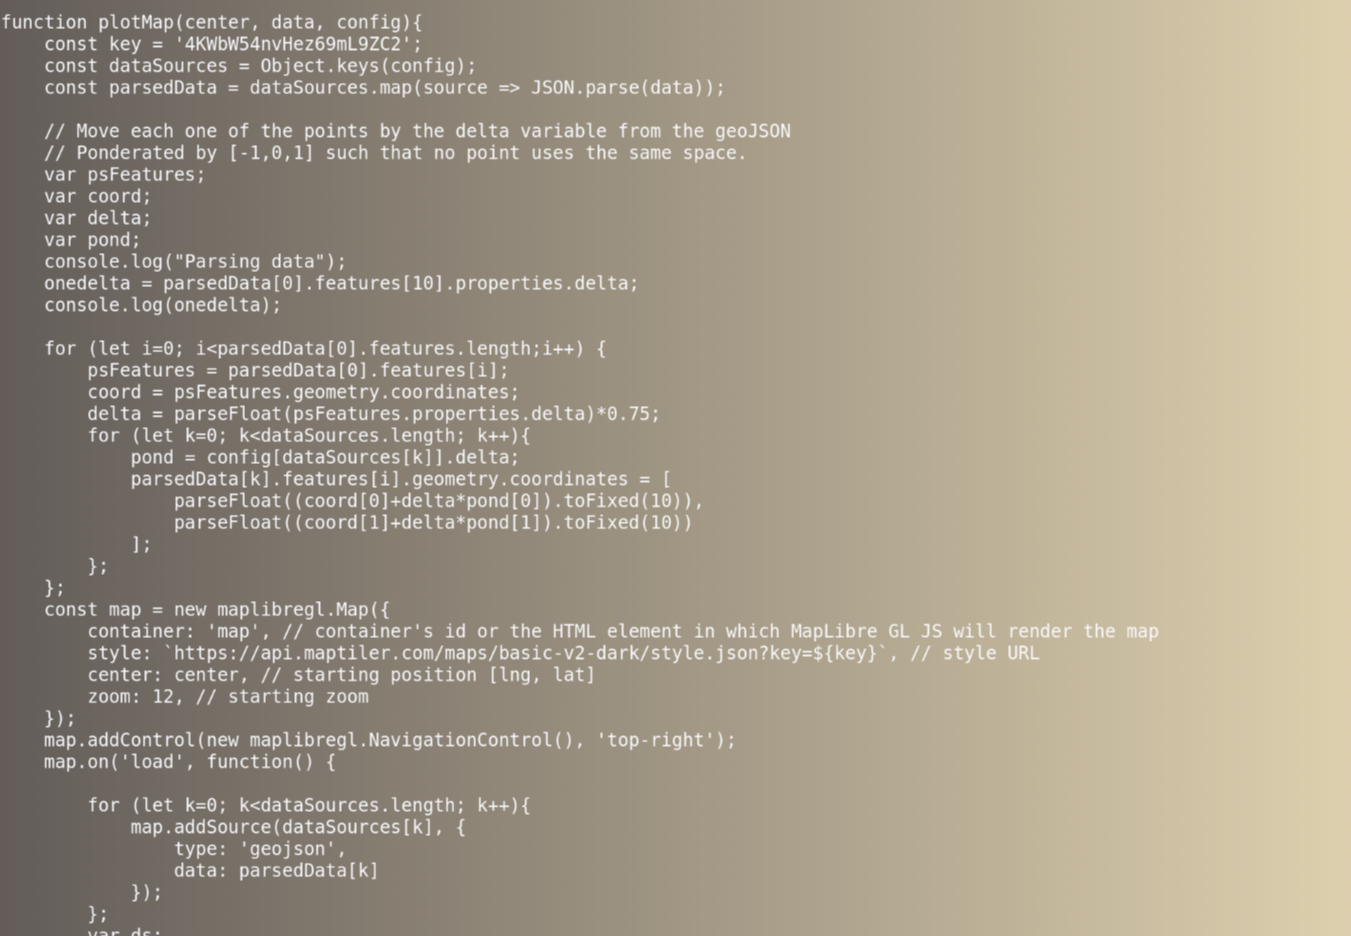 function plotMap(center, data, config){
    const key = '4KWbW54nvHez69mL9ZC2';
    const dataSources = Object.keys(config);
    const parsedData = dataSources.map(source => JSON.parse(data));

    // Move each one of the points by the delta variable from the geoJSON
    // Ponderated by [-1,0,1] such that no point uses the same space.
    var psFeatures;
    var coord;
    var delta;
    var pond;
    console.log("Parsing data");
    onedelta = parsedData[0].features[10].properties.delta;
    console.log(onedelta);

    for (let i=0; i<parsedData[0].features.length;i++) {
        psFeatures = parsedData[0].features[i];
        coord = psFeatures.geometry.coordinates;
        delta = parseFloat(psFeatures.properties.delta)*0.75;
        for (let k=0; k<dataSources.length; k++){
            pond = config[dataSources[k]].delta;
            parsedData[k].features[i].geometry.coordinates = [
                parseFloat((coord[0]+delta*pond[0]).toFixed(10)),
                parseFloat((coord[1]+delta*pond[1]).toFixed(10))
            ];
        };
    };
    const map = new maplibregl.Map({
        container: 'map', // container's id or the HTML element in which MapLibre GL JS will render the map
        style: `https://api.maptiler.com/maps/basic-v2-dark/style.json?key=${key}`, // style URL
        center: center, // starting position [lng, lat]
        zoom: 12, // starting zoom
    });
    map.addControl(new maplibregl.NavigationControl(), 'top-right');
    map.on('load', function() {

        for (let k=0; k<dataSources.length; k++){
            map.addSource(dataSources[k], {
                type: 'geojson',
                data: parsedData[k]
            });
        };
        var ds;